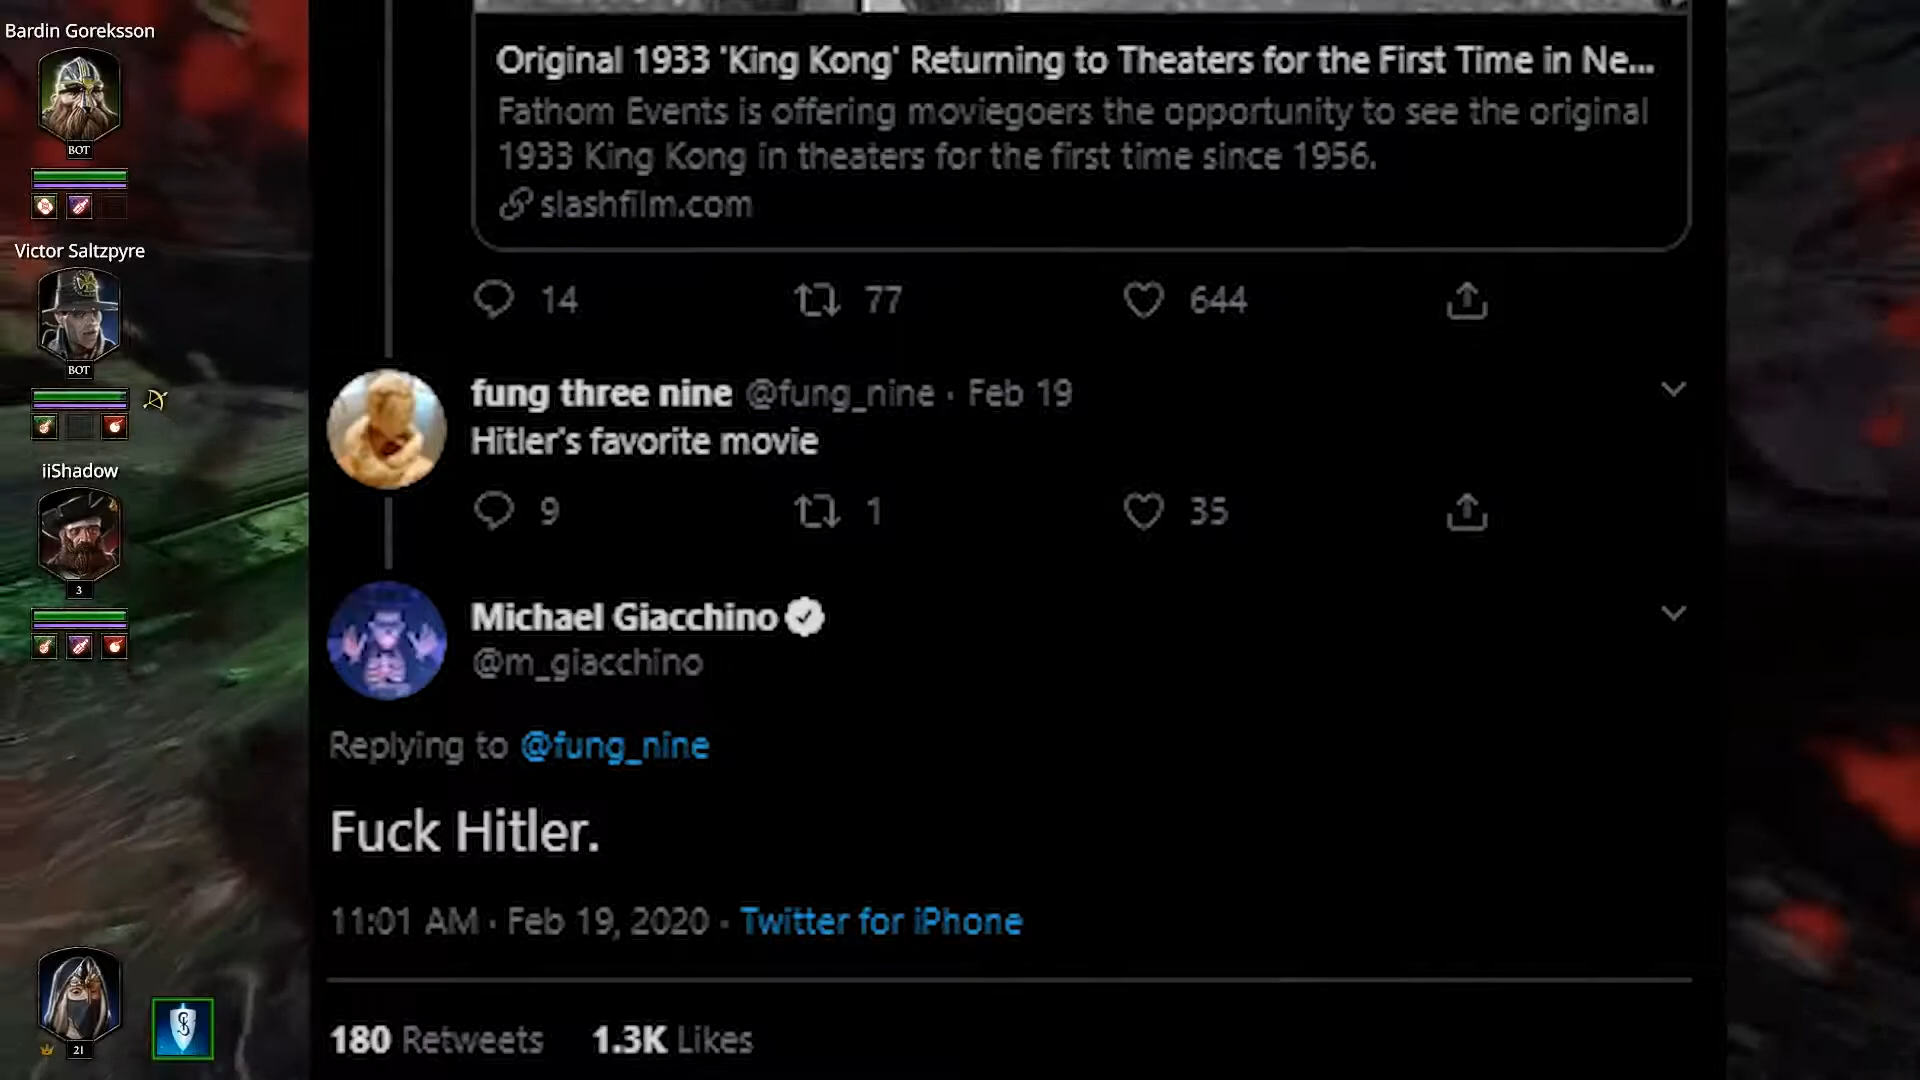 Bardin Goreksson
BOT
Victor Saltzpyre
BOT
iiShadow
3
21
Original 1933 'King Kong' Returning to Theaters for the First Time in Ne...
Fathom Events is offering moviegoers the opportunity to see the original
1933 King Kong in theaters for the first time since 1956.
slashfilm.com
14 77 644
fung three nine @fung_nine · Feb 19
Hitler's favorite movie
9 1 35
Michael Giacchino
@m_giacchino
Replying to @fung_nine
Fuck Hitler.
11:01 AM · Feb 19, 2020 · Twitter for iPhone
180 Retweets 1.3K Likes